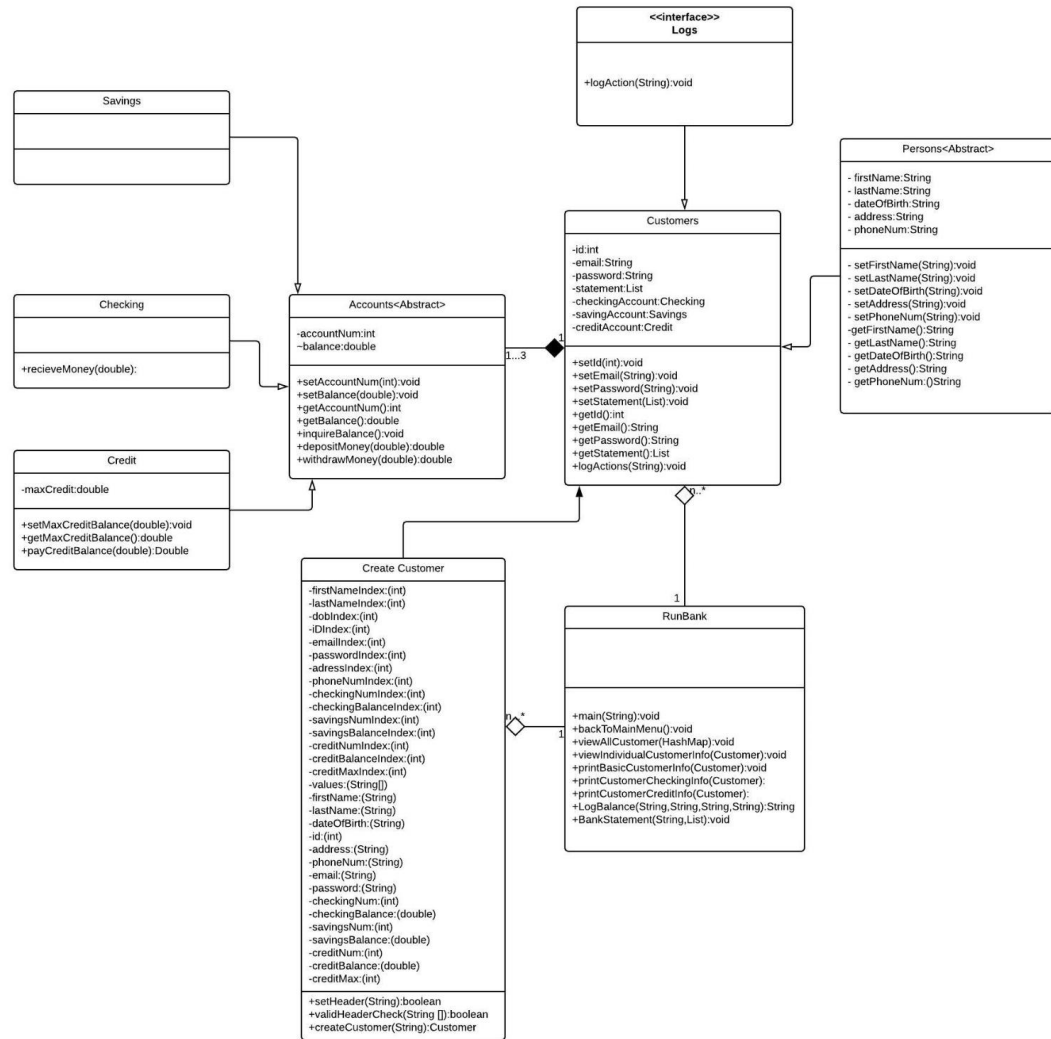 <<interface>>
Logs
+logAction(String):void
Savings
Persons<Abstract>
- firstName:String
- lastName:String
- dateOfBirth:String
- address:String
- phoneNum:String
- setFirstName(String):void
- setLastName(String):void
- setDateOfBirth(String):void
- setAddress(String):void
- setPhoneNum(String):void
-getFirstName():String
- getLastName():String
- getDateOfBirth():String
- getAddress():String
- getPhoneNum:()String
Customers
-id:int
-email:String
-password:String
-statement:List
-checkingAccount:Checking
-savingAccount:Savings
-creditAccount:Credit
+setId(int):void
+setEmail(String):void
+setPassword(String):void
+setStatement(List):void
+getId():int
+getEmail():String
+getPassword():String
+getStatement():List
+logActions(String):void
Checking
+recieveMoney(double):
Accounts<Abstract>
-accountNum:int
~balance:double
+setAccountNum(int):void
+setBalance(double):void
+getAccountNum():int
+getBalance():double
+inquireBalance():void
+depositMoney(double):double
+withdrawMoney(double):double
1...3
1
Credit
-maxCredit:double
+setMaxCreditBalance(double):void
+getMaxCreditBalance():double
+payCreditBalance(double):Double
n..*
1
Create Customer
-firstNameIndex:(int)
-lastNameIndex:(int)
-dobIndex:(int)
-iDIndex:(int)
-emailIndex:(int)
-passwordIndex:(int)
-adressIndex:(int)
-phoneNumIndex:(int)
-checkingNumIndex:(int)
-checkingBalanceIndex:(int)
-savingsNumIndex:(int)
-savingsBalanceIndex:(int)
-creditNumIndex:(int)
-creditBalanceIndex:(int)
-creditMaxIndex:(int)
-values:(String[])
-firstName:(String)
-lastName:(String)
-dateOfBirth:(String)
-id:(int)
-address:(String)
-phoneNum:(String)
-email:(String)
-password:(String)
-checkingNum:(int)
-checkingBalance:(double)
-savingsNum:(int)
-savingsBalance:(double)
-creditNum:(int)
-creditBalance:(double)
-creditMax:(int)
+setHeader(String):boolean
+validHeaderCheck(String []):boolean
+createCustomer(String):Customer
n..*
1
RunBank
+main(String):void
+backToMainMenu():void
+viewAllCustomer(HashMap):void
+viewIndividualCustomerInfo(Customer):void
+printBasicCustomerInfo(Customer):void
+printCustomerCheckingInfo(Customer):
+printCustomerCreditInfo(Customer):
+LogBalance(String,String,String,String):String
+BankStatement(String,List):void